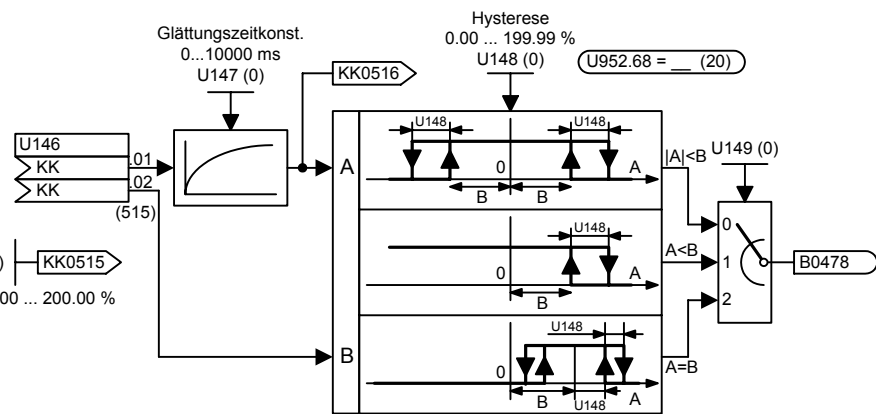 Glättungszeitkonst.
0...10000 ms
U147 (0)
KK0516
Hysterese
0.00 ... 199.99 %
U148 (0)
U952.68 = __ (20)
U146
KK .01
KK .02
(515)
)
KK0515
00 ... 200.00 %
A
B
U148 U148
0 A
B B
U148
0 A
B
U148
0
B U148 A
|A|<B
A<B
A=B
U149 (0)
0
1
2
B0478